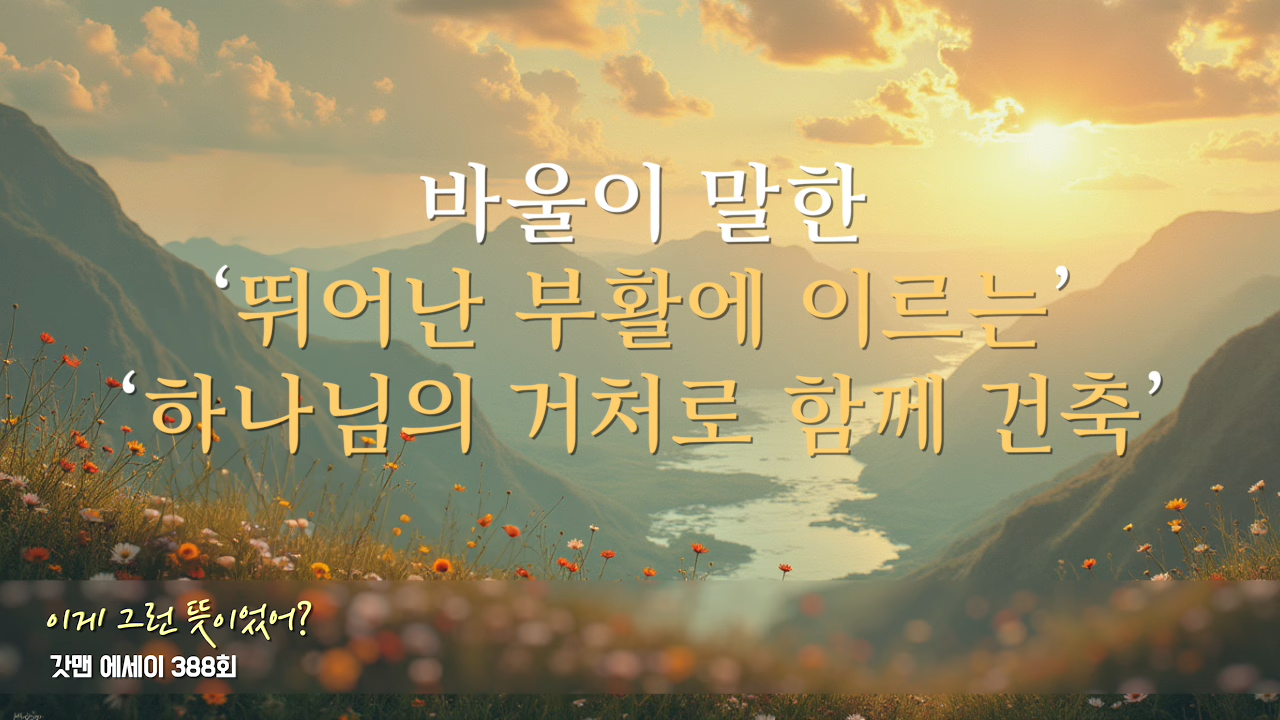 바울이 말한
‘뛰어난 부활에 이르는’
‘하나님의 거처로 함께 건축’
이게 그런 뜻이었어?
갓맨 에세이 388회